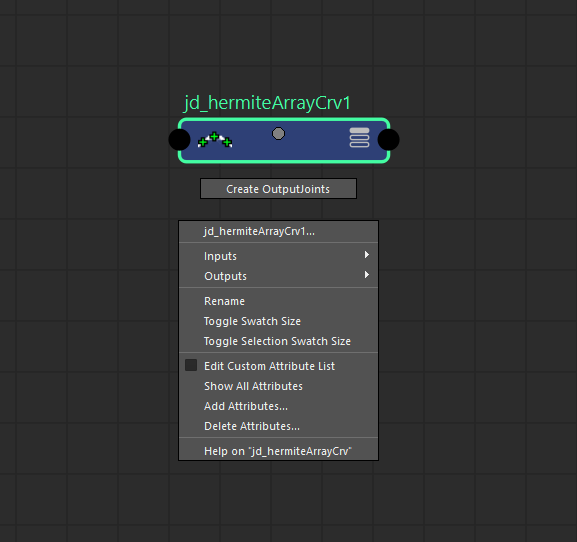 jd_hermiteArrayCrv1
Create OutputJoints
jd_hermiteArrayCrv1...
Inputs
Outputs
Rename
Toggle Swatch Size
Toggle Selection Swatch Size
Edit Custom Attribute List
Show All Attributes
Add Attributes...
Delete Attributes...
Help on "jd_hermiteArrayCrv"